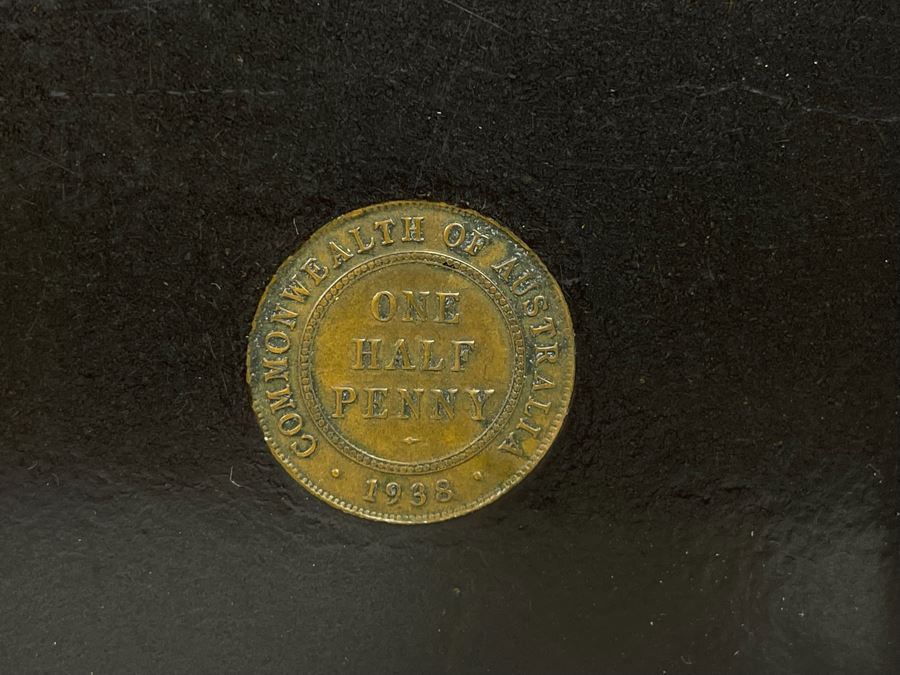 COMMONWEALTH OF AUSTRALIA
ONE
HALF
PENNY
1938